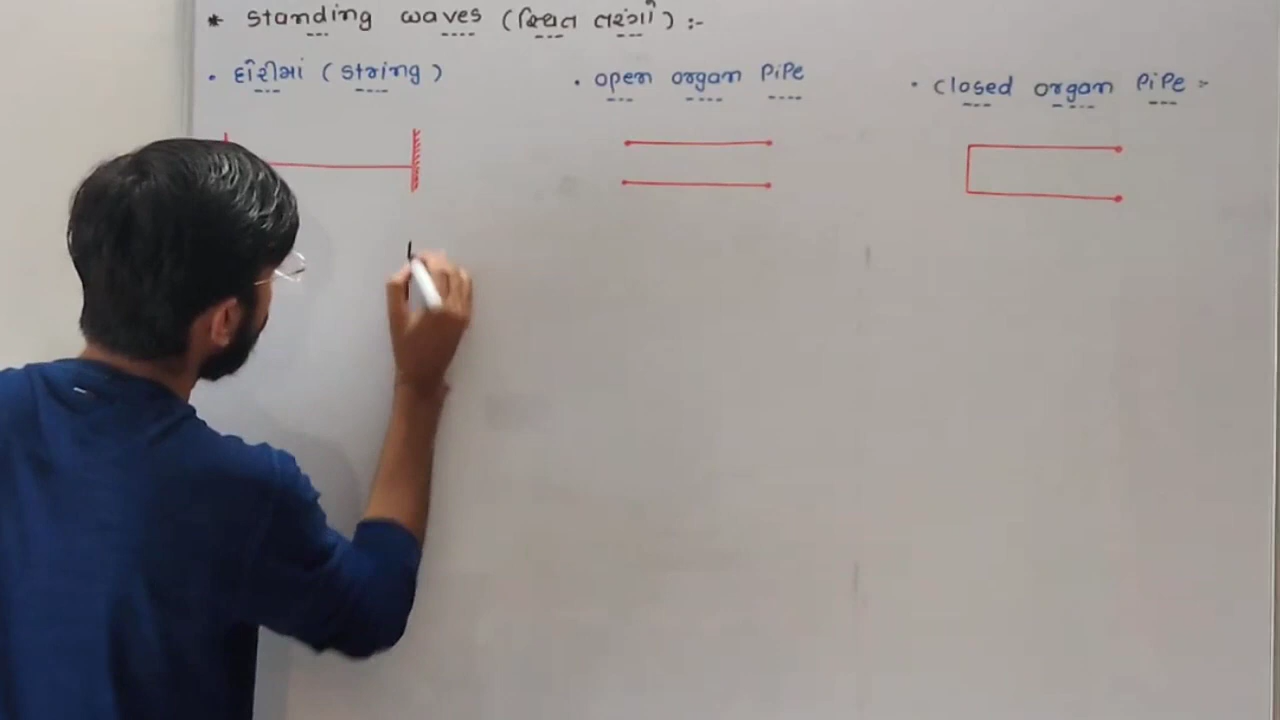 * Standing waves (સ્થિત તરંગો) :-
• દોરીમાં (string)
• open organ PiPe
• closed organ PiPe :-